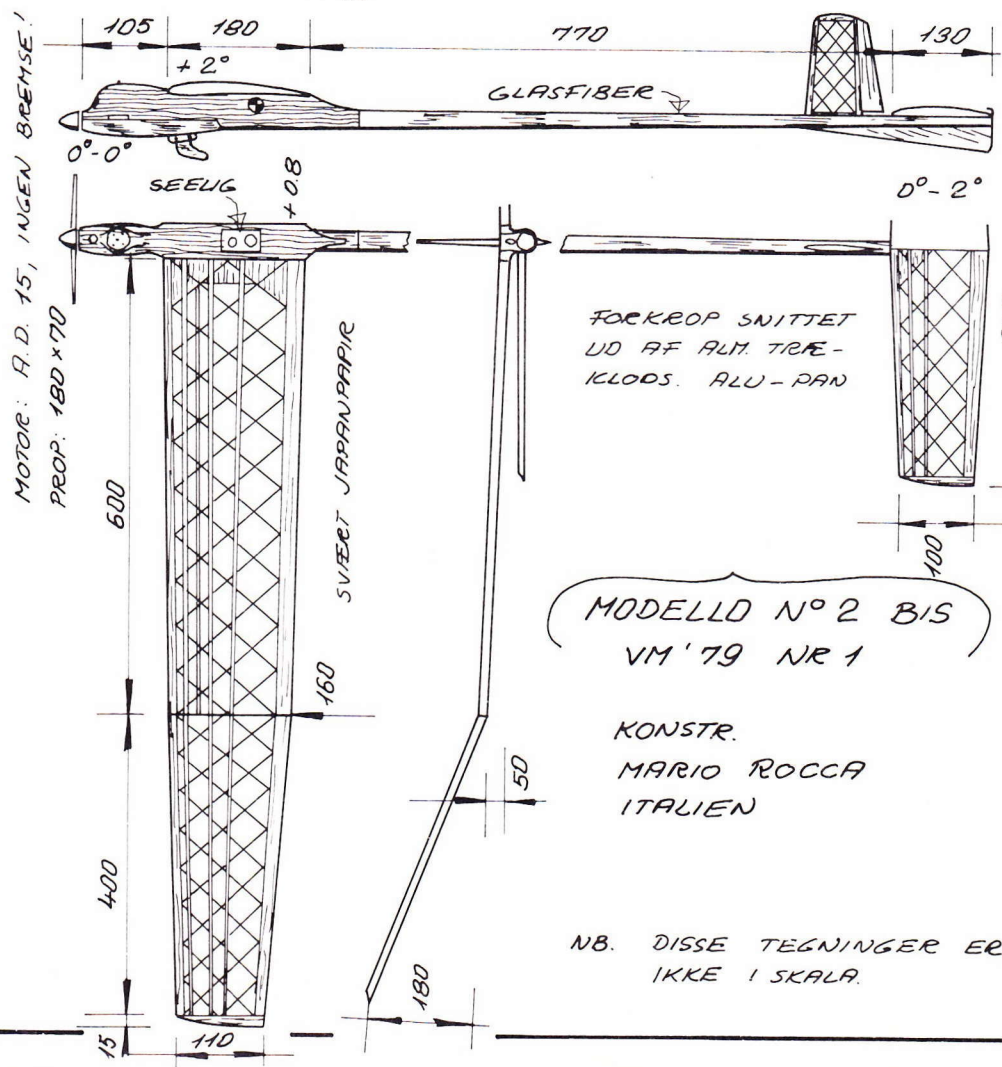 MOTOR: A.D. 15, INGEN BREMSE!
PROP: 180 x 70
105
180
770
130
+ 2°
GLASFIBER
0°-0°
SEELIG
+ 0.8
0° - 2°
600
SVÆRT JAPANPAPIR
FORKROP SNITTET
UD AF ALM. TRÆ-
KLODS. ALU-PAN
100
MODELLO N° 2 BIS
VM '79 NR 1
160
KONSTR.
MARIO ROCCA
ITALIEN
50
400
NB. DISSE TEGNINGER ER
IKKE I SKALA.
180
15
110